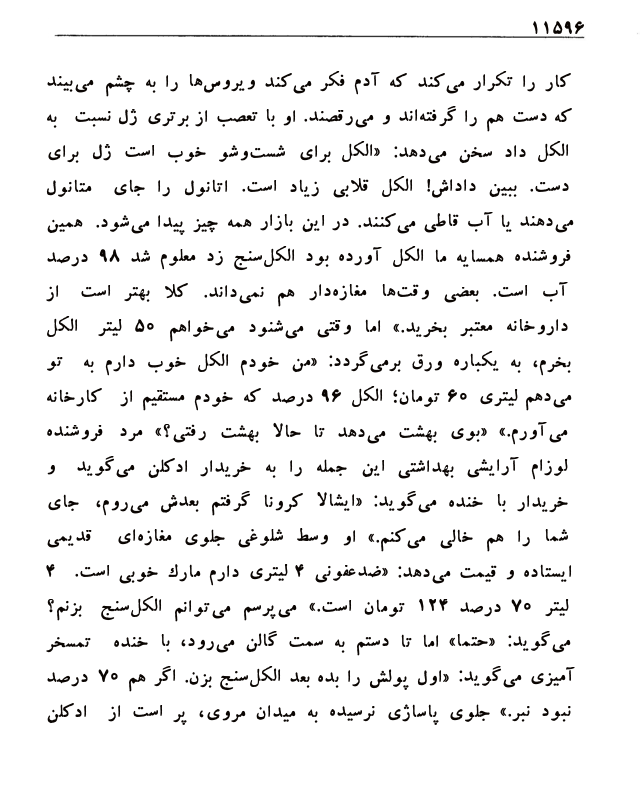 ۱۱۵۹۶
کار را تکرار می‌کند که آدم فکر می‌کند ویروس‌ها را به چشم می‌بیند
که دست هم را گرفته‌اند و می‌رقصند. او با تعصب از برتری ژل نسبت به
الکل داد سخن می‌دهد: «الکل برای شست‌وشو خوب است ژل برای
دست. ببین داداش! الکل قلابی زیاد است. اتانول را جای متانول
می‌دهند یا آب قاطی می‌کنند. در این بازار همه چیز پیدا می‌شود. همین
فروشنده همسایه ما الکل آورده بود الکل‌سنج زد معلوم شد ۹۸ درصد
آب است. بعضی وقت‌ها مغازه‌دار هم نمی‌داند. کلا بهتر است از
داروخانه معتبر بخرید.» اما وقتی می‌شنود می‌خواهم ۵۰ لیتر الکل
بخرم، به یکباره ورق برمی‌گردد: «من خودم الکل خوب دارم به تو
می‌دهم لیتری ۶۰ تومان؛ الکل ۹۶ درصد که خودم مستقیم از کارخانه
می‌آورم.» «بوی بهشت می‌دهد تا حالا بهشت رفتی؟» مرد فروشنده
لوزام آرایشی بهداشتی این جمله را به خریدار ادکلن می‌گوید و
خریدار با خنده می‌گوید: «ایشالا کرونا گرفتم بعدش می‌روم، جای
شما را هم خالی می‌کنم.» او وسط شلوغی جلوی مغازه‌ای قدیمی
ایستاده و قیمت می‌دهد: «ضدعفونی ۴ لیتری دارم مارك خوبی است. ۴
لیتر ۷۰ درصد ۱۲۴ تومان است.» می‌پرسم می‌توانم الکل‌سنج بزنم؟
می‌گوید: «حتما» اما تا دستم به سمت گالن می‌رود، با خنده تمسخر
آمیزی می‌گوید: «اول پولش را بده بعد الکل‌سنج بزن. اگر هم ۷۰ درصد
نبود نبر.» جلوی پاساژی نرسیده به میدان مروی، پر است از ادکلن